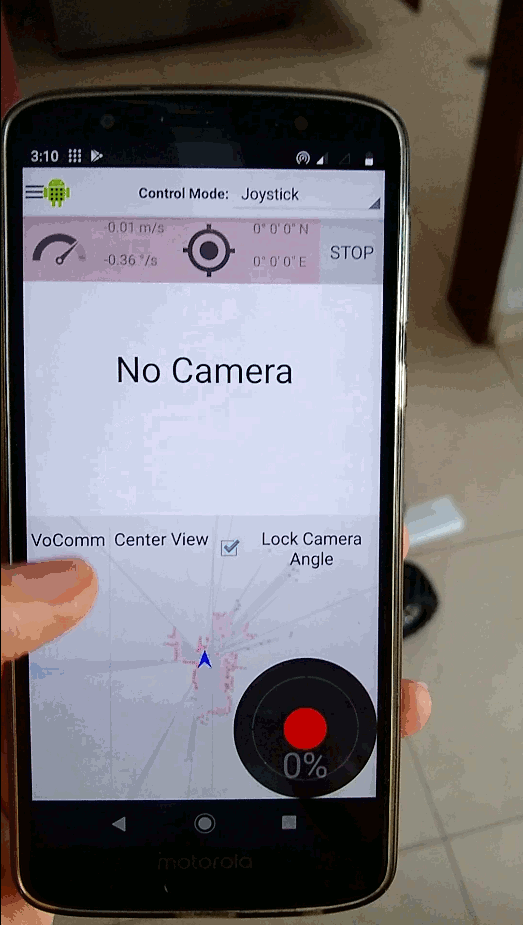 3:10
Control Mode: Joystick
-0.01 m/s
0° 0' 0" N
STOP
-0.36 °/s
0° 0' 0" E
No Camera
VoComm Center View Lock Camera
Angle
0%
motorola